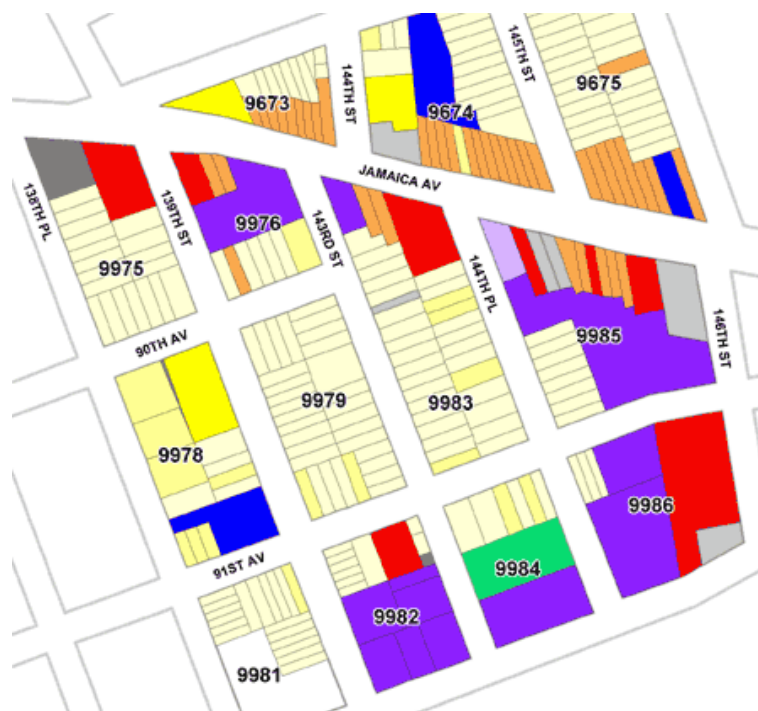 144TH ST
145TH ST
9673
9674
9675
JAMAICA AV
138TH PL
139TH ST
9976
143RD ST
9975
144TH PL
146TH ST
9985
90TH AV
9979
9983
9978
9986
91ST AV
9984
9982
9981